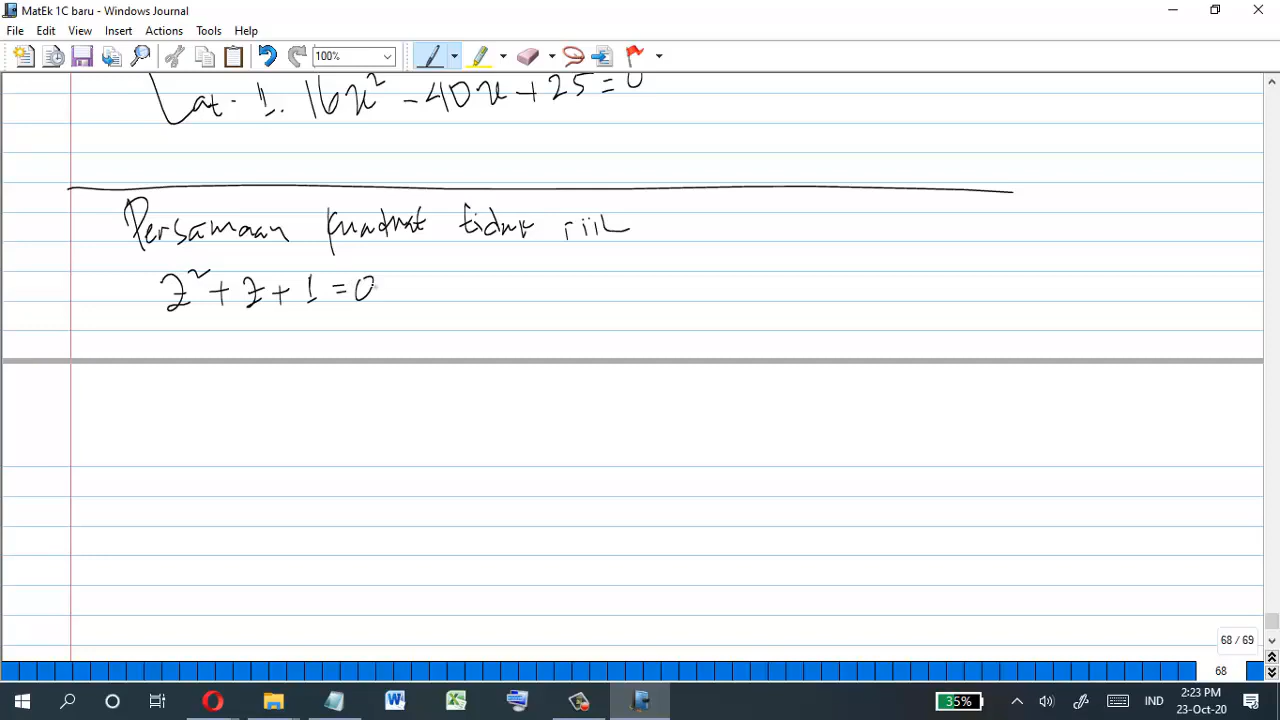 MatEk 1C baru - Windows Journal
File Edit View Insert Actions Tools Help
100%
Lat. 1. 16x² - 40x + 25 = 0
Persamaan kuadrat tidak riil
z² + z + 1 = 0
68 / 69
68
35% IND 2:23 PM
23-Oct-20